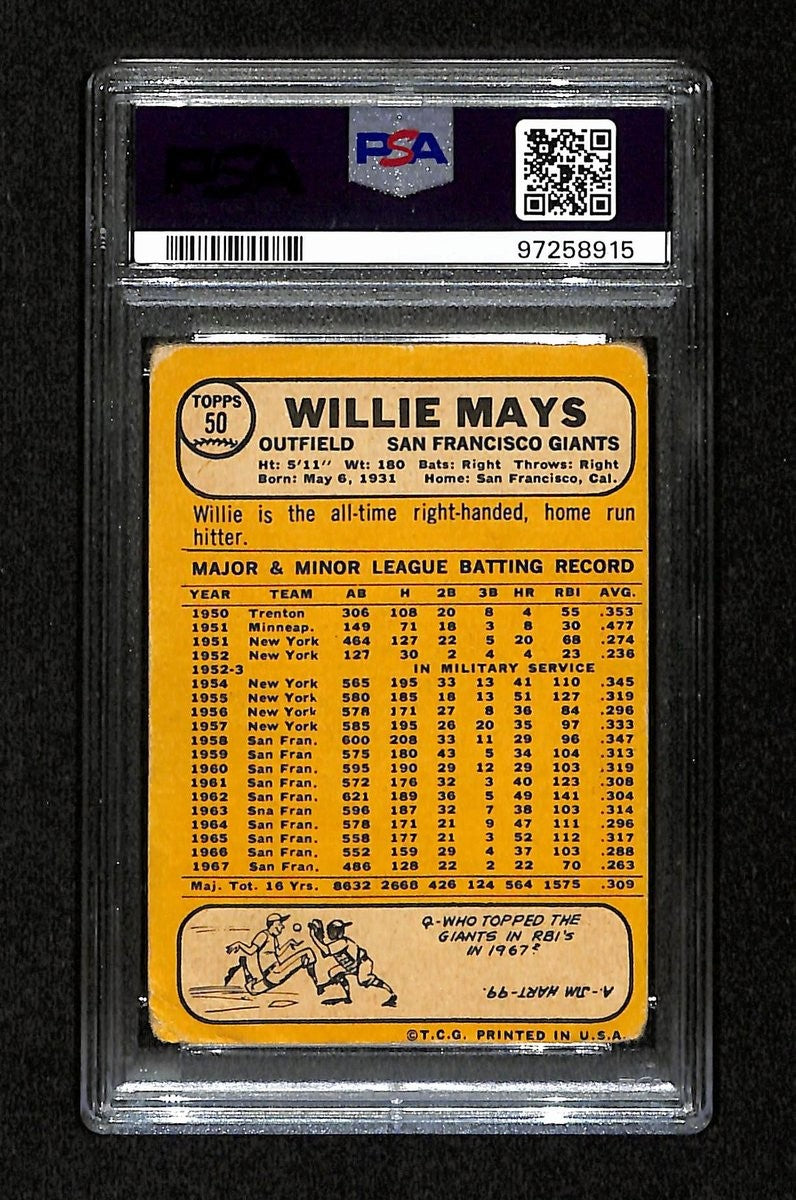 PSA
PSA
97258915
TOPPS
50
WILLIE MAYS
OUTFIELD SAN FRANCISCO GIANTS
Ht: 5'11" Wt: 180 Bats: Right Throws: Right
Born: May 6, 1931 Home: San Francisco, Cal.
Willie is the all-time right-handed, home run
hitter.
MAJOR & MINOR LEAGUE BATTING RECORD
YEAR TEAM AB H 2B 3B HR RBI AVG.
1950 Trenton 306 108 20 8 4 55 .353
1951 Minneap. 149 71 18 3 8 30 .477
1951 New York 464 127 22 5 20 68 .274
1952 New York 127 30 2 4 4 23 .236
1952-3 IN MILITARY SERVICE
1954 New York 565 195 33 13 41 110 .345
1955 New York 580 185 18 13 51 127 .319
1956 New York 578 171 27 8 36 84 .296
1957 New York 585 195 26 20 35 97 .333
1958 San Fran. 600 208 33 11 29 96 .347
1959 San Fran 575 180 43 5 34 104 .313
1960 San Fran. 595 190 29 12 29 103 .319
1961 San Fran. 572 176 32 3 40 123 .308
1962 San Fran. 621 189 36 5 49 141 .304
1963 Sna Fran 596 187 32 7 38 103 .314
1964 San Fran. 578 171 21 9 47 111 .296
1965 San Fran. 558 177 21 3 52 112 .317
1966 San Fran. 552 159 29 4 37 103 .288
1967 San Fran. 486 128 22 2 22 70 .263
Maj. Tot. 16 Yrs. 8632 2668 426 124 564 1575 .309
Q-WHO TOPPED THE
GIANTS IN RBI'S
IN 1967?
A.-JIM HART-99.
©T.C.G. PRINTED IN U.S.A.